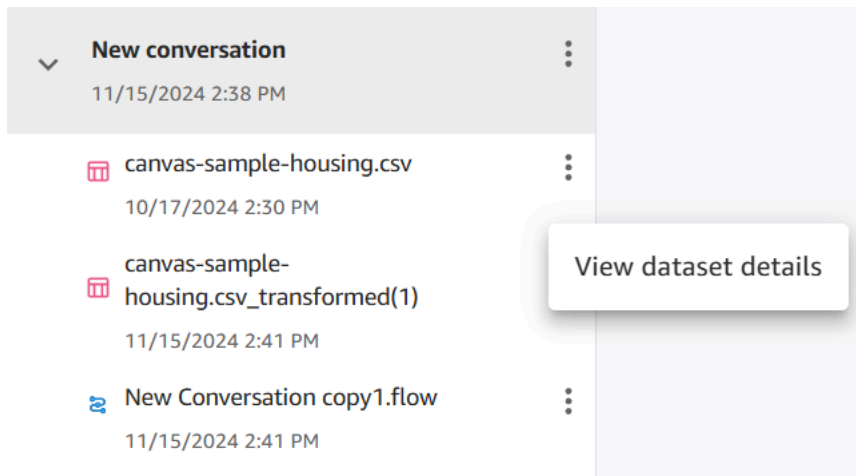 New conversation
11/15/2024 2:38 PM
canvas-sample-housing.csv
10/17/2024 2:30 PM
canvas-sample-
housing.csv_transformed(1)
View dataset details
11/15/2024 2:41 PM
New Conversation copy1.flow
11/15/2024 2:41 PM